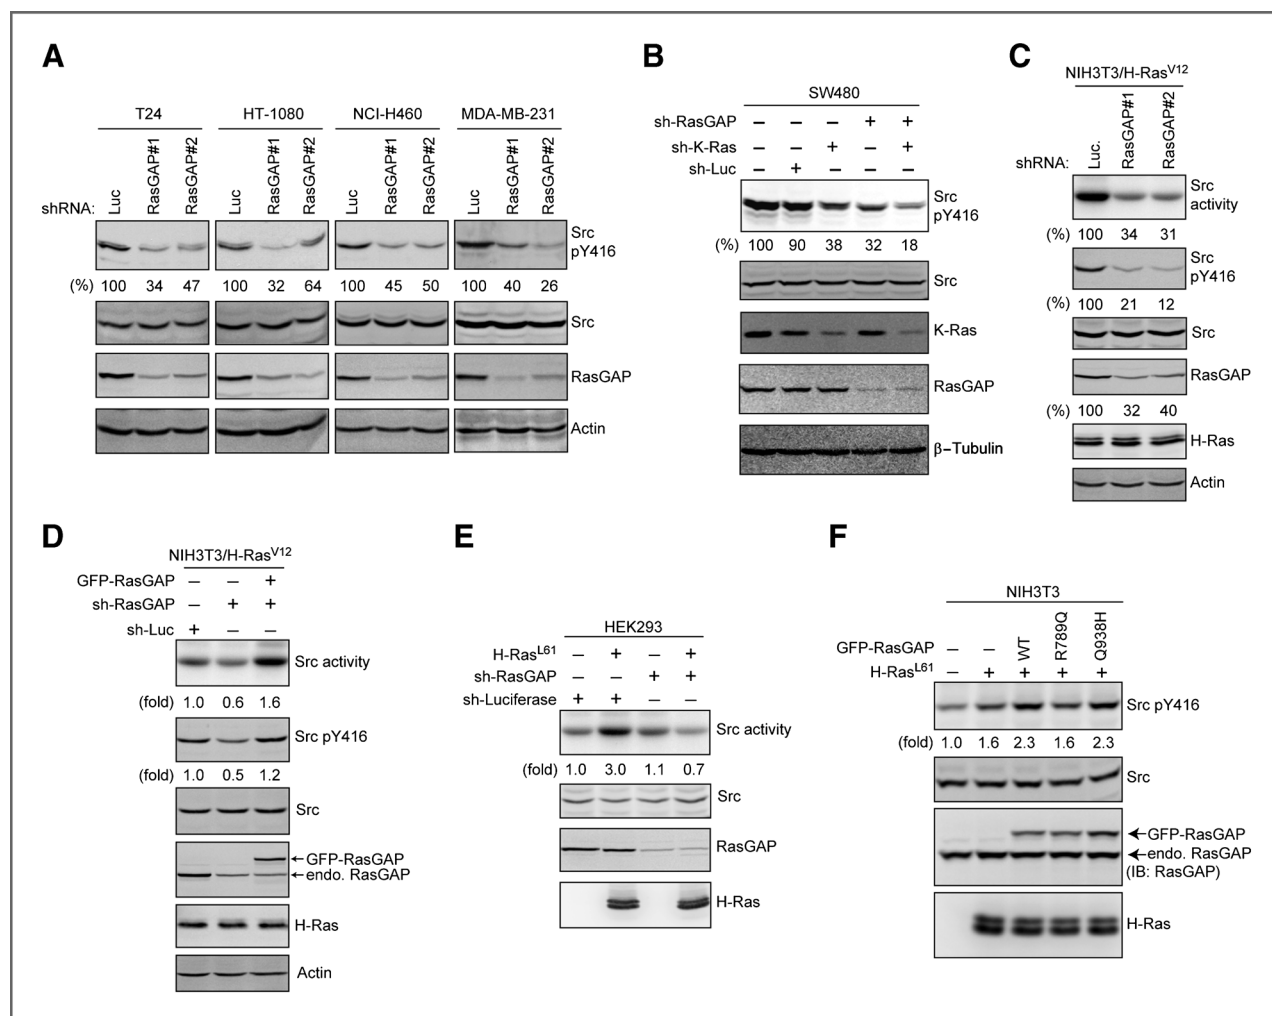 A
T24 HT-1080 NCI-H460 MDA-MB-231
shRNA: Luc RasGAP#1 RasGAP#2 Luc RasGAP#1 RasGAP#2 Luc RasGAP#1 RasGAP#2 Luc RasGAP#1 RasGAP#2
Src
pY416
(%) 100 34 47 100 32 64 100 45 50 100 40 26
Src
RasGAP
Actin
B
SW480
sh-RasGAP – – – + +
sh-K-Ras – – + – +
sh-Luc – + – – –
Src
pY416
(%) 100 90 38 32 18
Src
K-Ras
RasGAP
β–Tubulin
C
NIH3T3/H-RasV12
shRNA: Luc. RasGAP#1 RasGAP#2
Src
activity
(%) 100 34 31
Src
pY416
(%) 100 21 12
Src
RasGAP
(%) 100 32 40
H-Ras
Actin
D
NIH3T3/H-RasV12
GFP-RasGAP – – +
sh-RasGAP – + +
sh-Luc + – –
Src activity
(fold) 1.0 0.6 1.6
Src pY416
(fold) 1.0 0.5 1.2
Src
←GFP-RasGAP
←endo. RasGAP
H-Ras
Actin
E
HEK293
H-RasL61 – + – +
sh-RasGAP – – + +
sh-Luciferase + + – –
Src activity
(fold) 1.0 3.0 1.1 0.7
Src
RasGAP
H-Ras
F
NIH3T3
GFP-RasGAP – – WT R789Q Q938H
H-RasL61 – + + + +
Src pY416
(fold) 1.0 1.6 2.3 1.6 2.3
Src
←GFP-RasGAP
←endo. RasGAP
(IB: RasGAP)
H-Ras